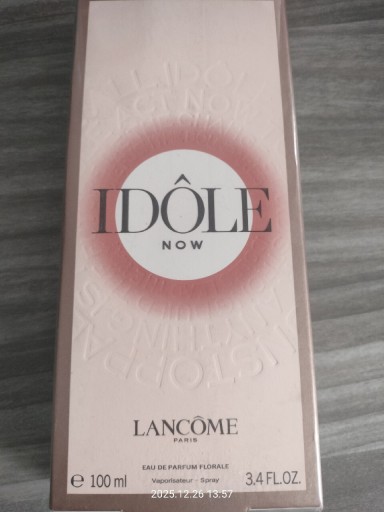 IDÔLE
NOW
LANCÔME
PARIS
EAU DE PARFUM FLORALE
Vaporisateur - Spray
℮ 100 ml 3,4 FL.OZ.
2025.12.26 13:57